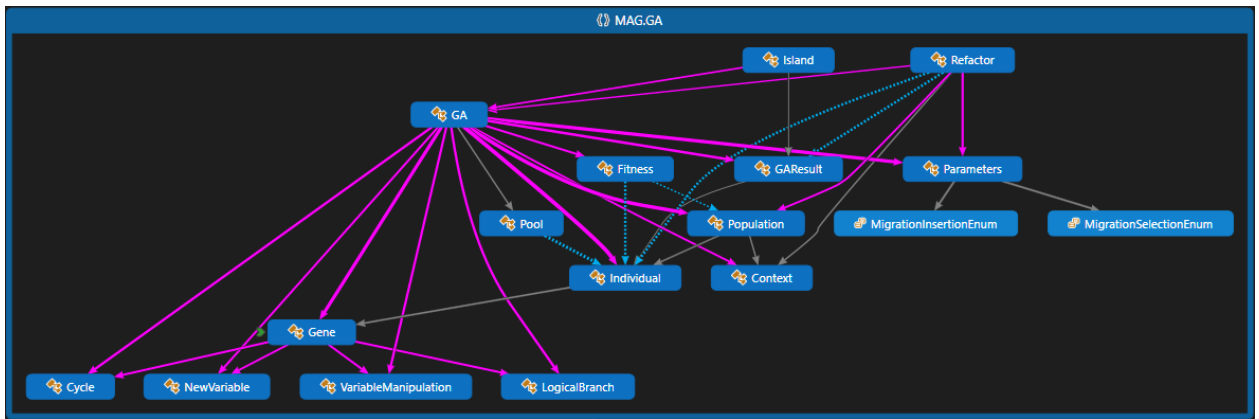 MAG.GA
Island
Refactor
GA
Fitness
GAResult
Parameters
Pool
Population
MigrationInsertionEnum
MigrationSelectionEnum
Individual
Context
Gene
Cycle
NewVariable
VariableManipulation
LogicalBranch